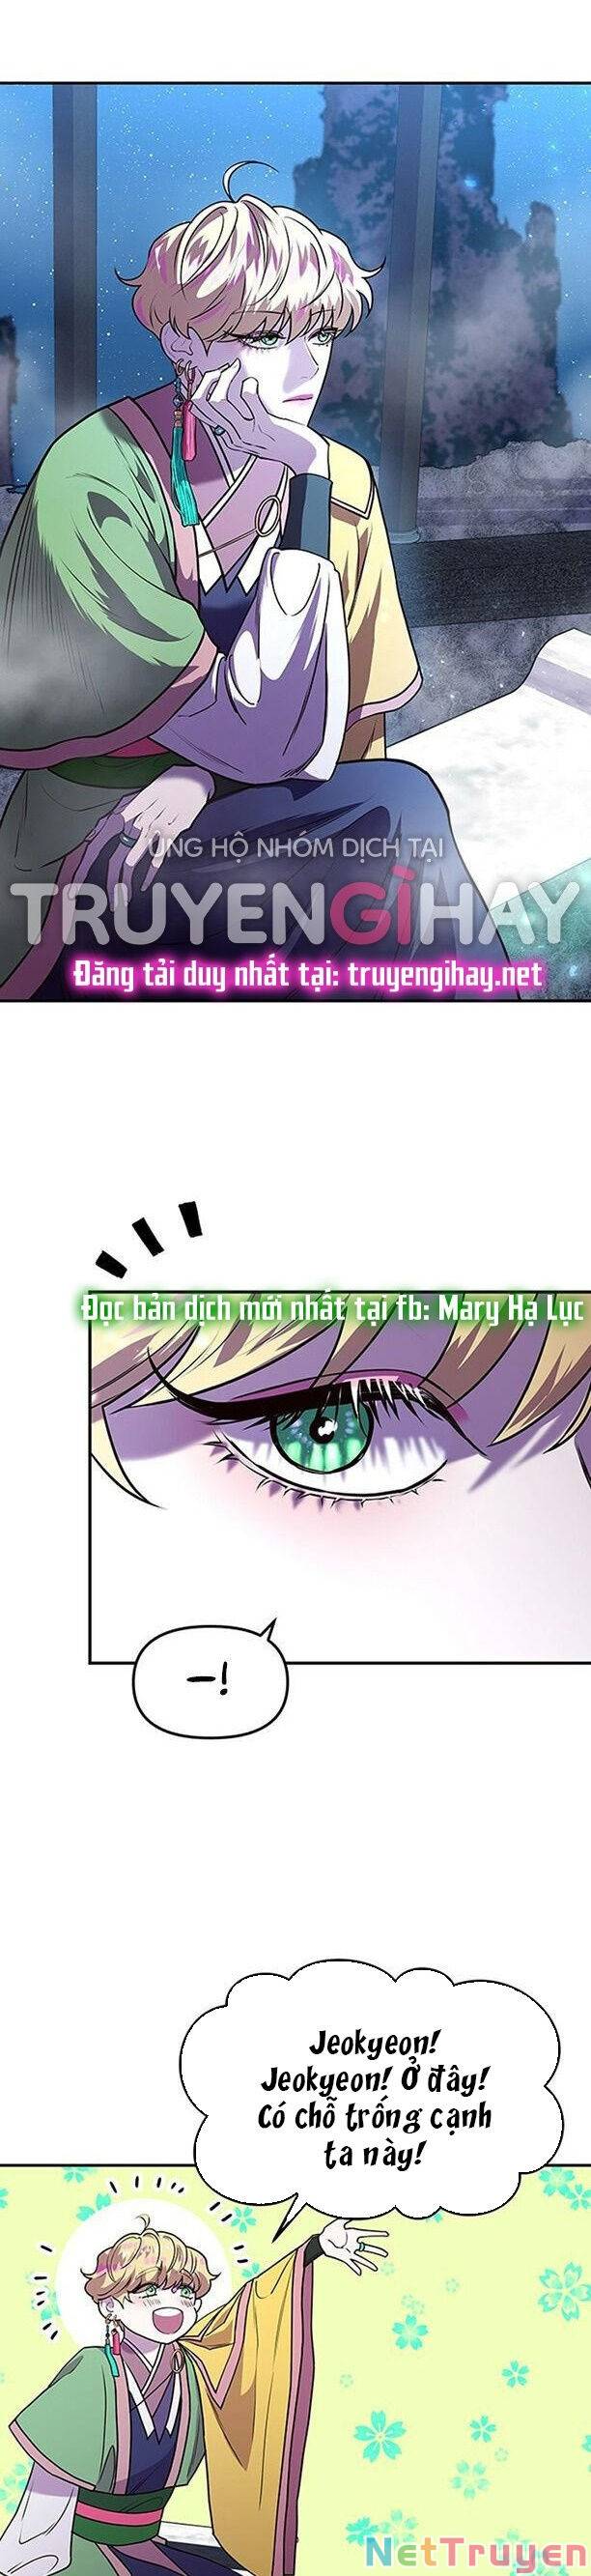 ỦNG HỘ NHÓM DỊCH TẠI
TRUYENGÌHAY
Đăng tải duy nhất tại: truyengihay.net
Đọc bản dịch mới nhất tại fb: Mary Hạ Lục
-!
Jeokyeon!
Jeokyeon! Ở đây!
Có chỗ trống cạnh
ta này!
NetTruyen